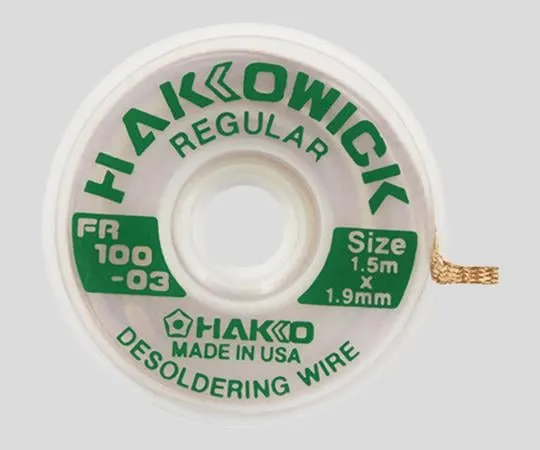 HAKKOWICK
REGULAR
FR
100
-03
Size
1.5m
x
1.9mm
HAKKO
MADE IN USA
DESOLDERING WIRE